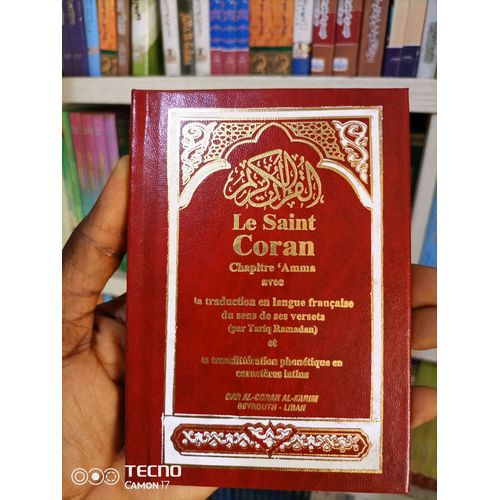 القرآن الكريم
Le Saint
Coran
Chapitre 'Amma
avec
la traduction en langue française
du sens de ses versets
(par Tariq Ramadan)
et
la translittération phonétique en
caractères latins
DAR AL-CORAN AL-KARIM
BEYROUTH - LIBAN
TECNO
CAMON 17